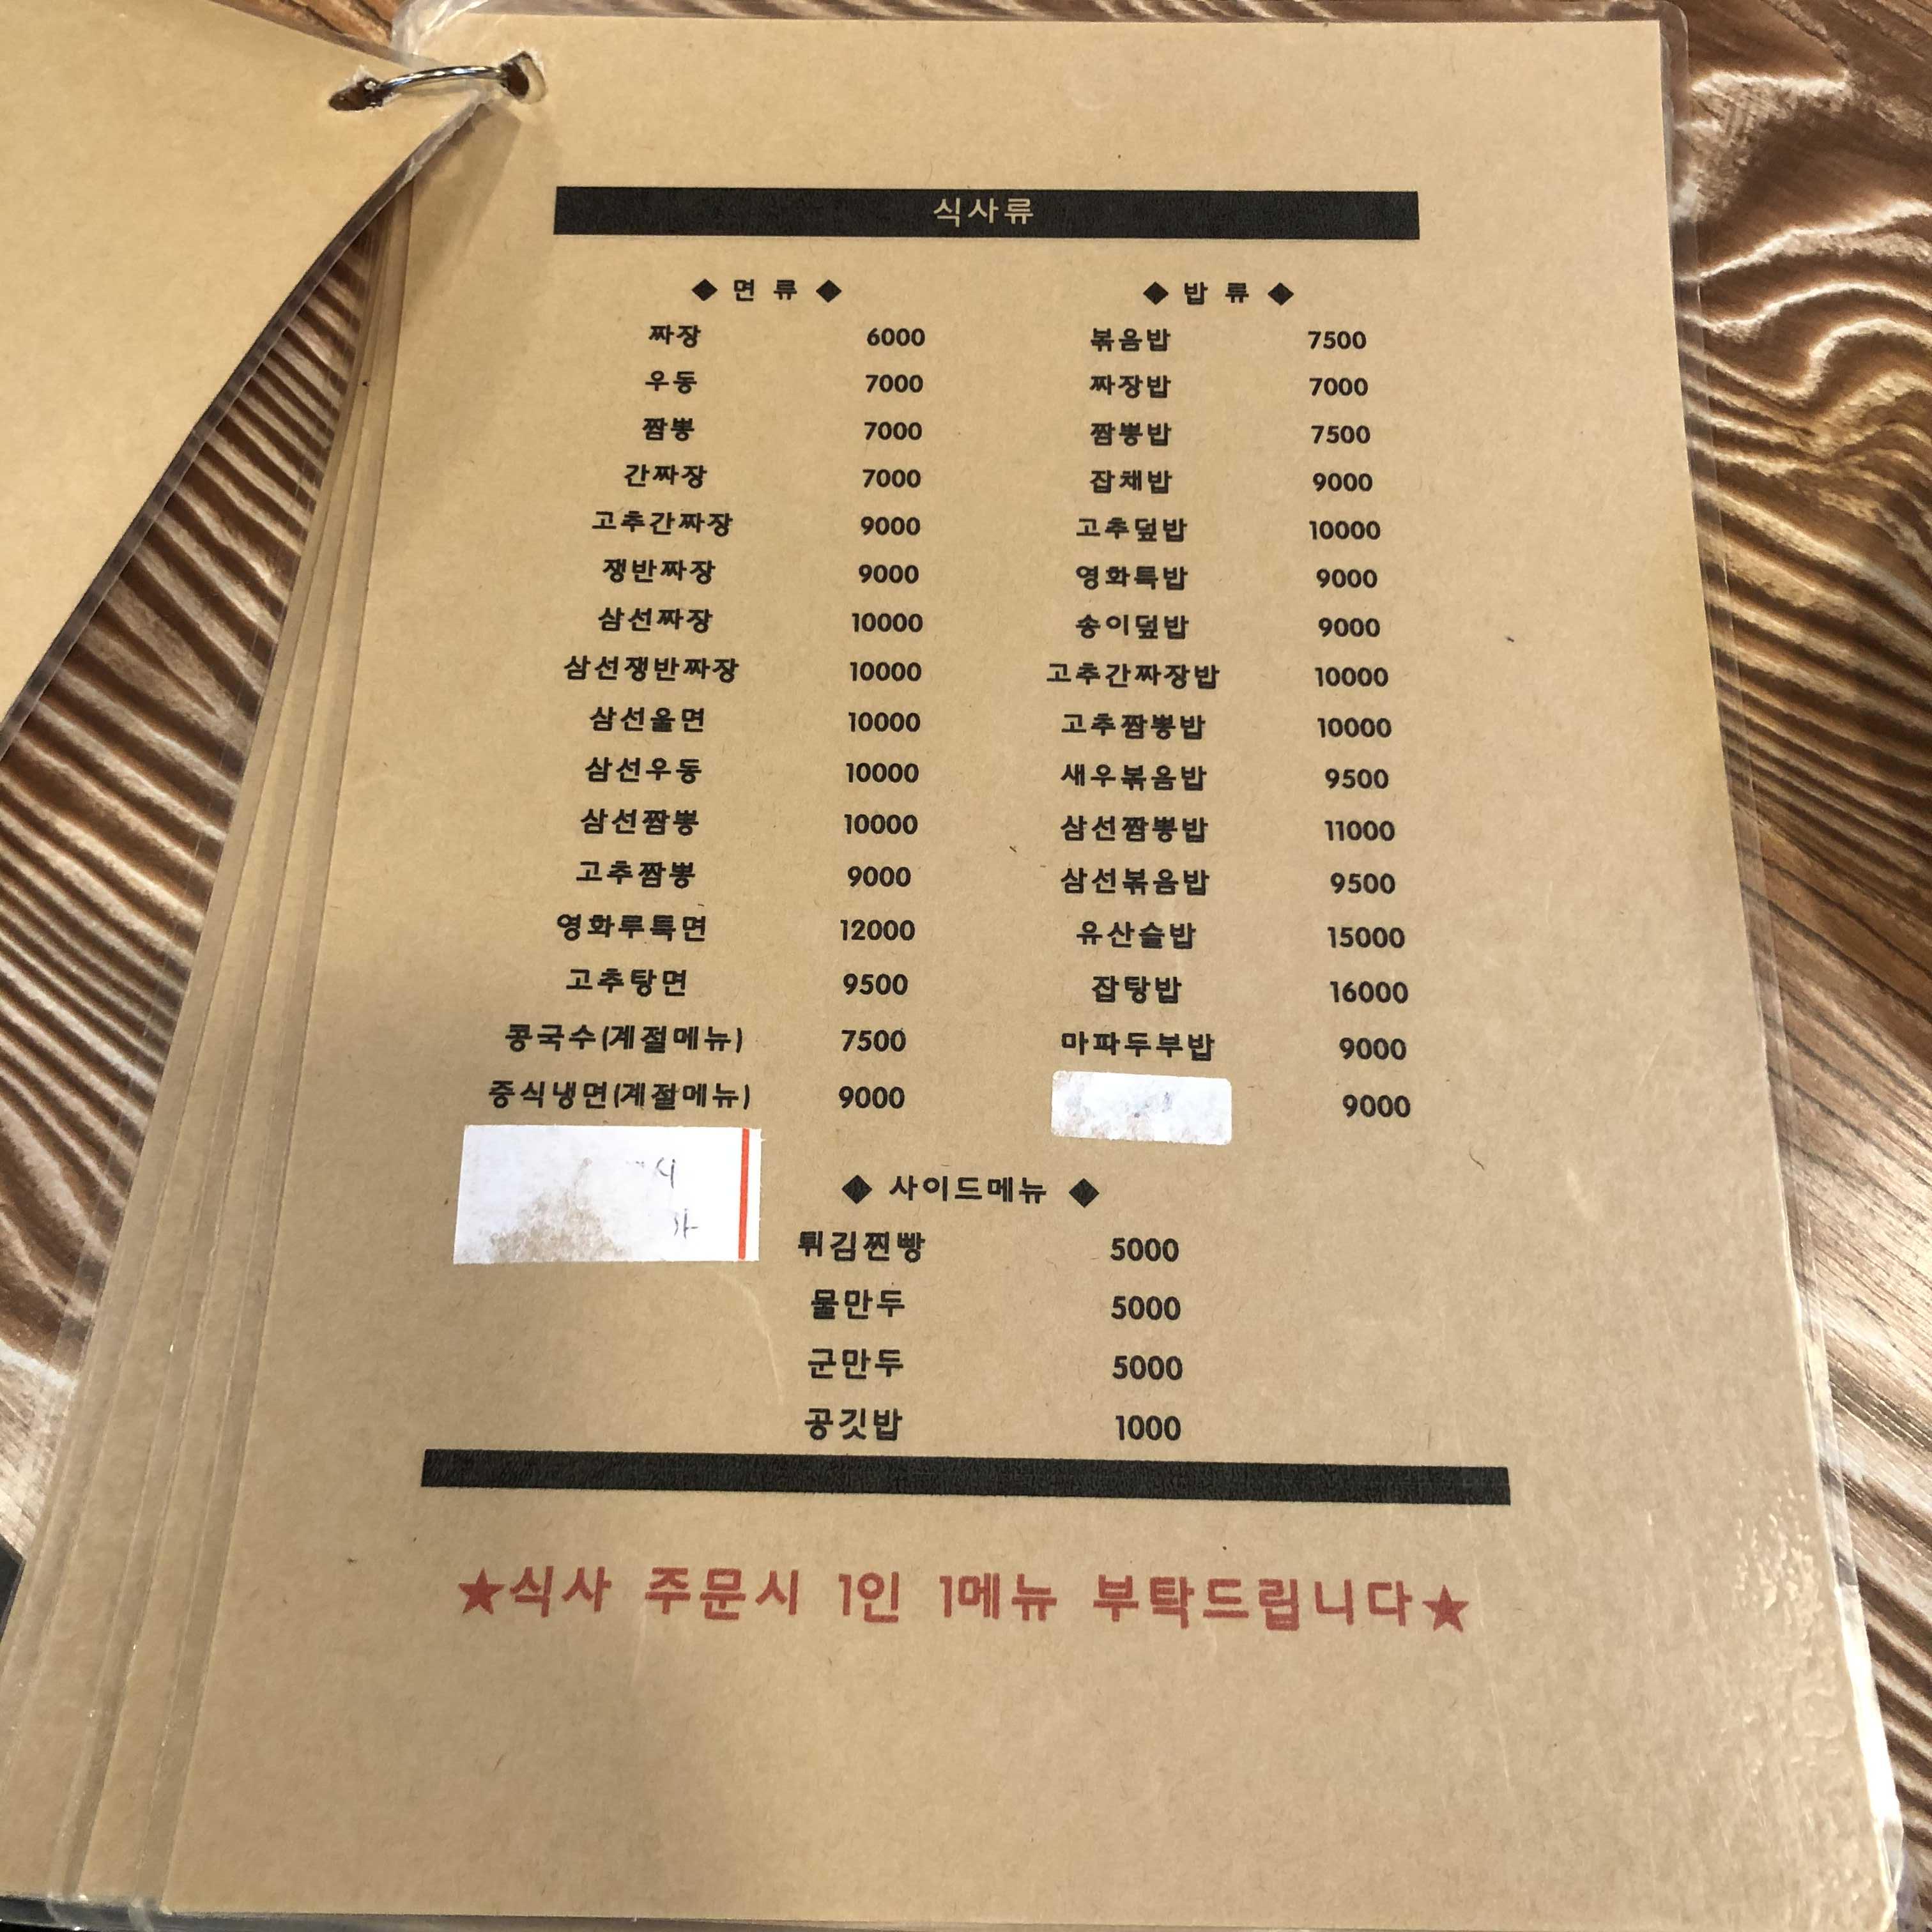 식사류
◆ 면 류 ◆
짜장 6000
우동 7000
짬뽕 7000
간짜장 7000
고추간짜장 9000
쟁반짜장 9000
삼선짜장 10000
삼선쟁반짜장 10000
삼선울면 10000
삼선우동 10000
삼선짬뽕 10000
고추짬뽕 9000
영화루특면 12000
고추탕면 9500
콩국수(계절메뉴) 7500
중식냉면(계절메뉴) 9000
◆ 밥 류 ◆
볶음밥 7500
짜장밥 7000
짬뽕밥 7500
잡채밥 9000
고추덮밥 10000
영화특밥 9000
송이덮밥 9000
고추간짜장밥 10000
고추짬뽕밥 10000
새우볶음밥 9500
삼선짬뽕밥 11000
삼선볶음밥 9500
유산슬밥 15000
잡탕밥 16000
마파두부밥 9000
9000
◆ 사이드메뉴 ◆
튀김찐빵 5000
물만두 5000
군만두 5000
공깃밥 1000
★식사 주문시 1인 1메뉴 부탁드립니다★